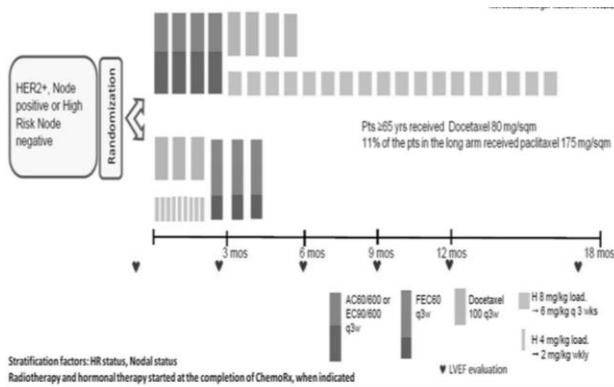 HER2+, Node
positive or High
Risk Node
negative
Randomization
Pts ≥65 yrs received Docetaxel 80 mg/sqm
11% of the pts in the long arm received paclitaxel 175 mg/sqm
3 mos
6 mos
9 mos
12 mos
18 mos
AC60/600 or
EC90/600
q3w
FEC60
q3w
Docetaxel
100 q3w
H 8 mg/kg load.
→ 6 mg/kg q 3 wks
H 4 mg/kg load.
→ 2 mg/kg wkly
♥ LVEF evaluation
Stratification factors: HR status, Nodal status
Radiotherapy and hormonal therapy started at the completion of ChemoRx, when indicated